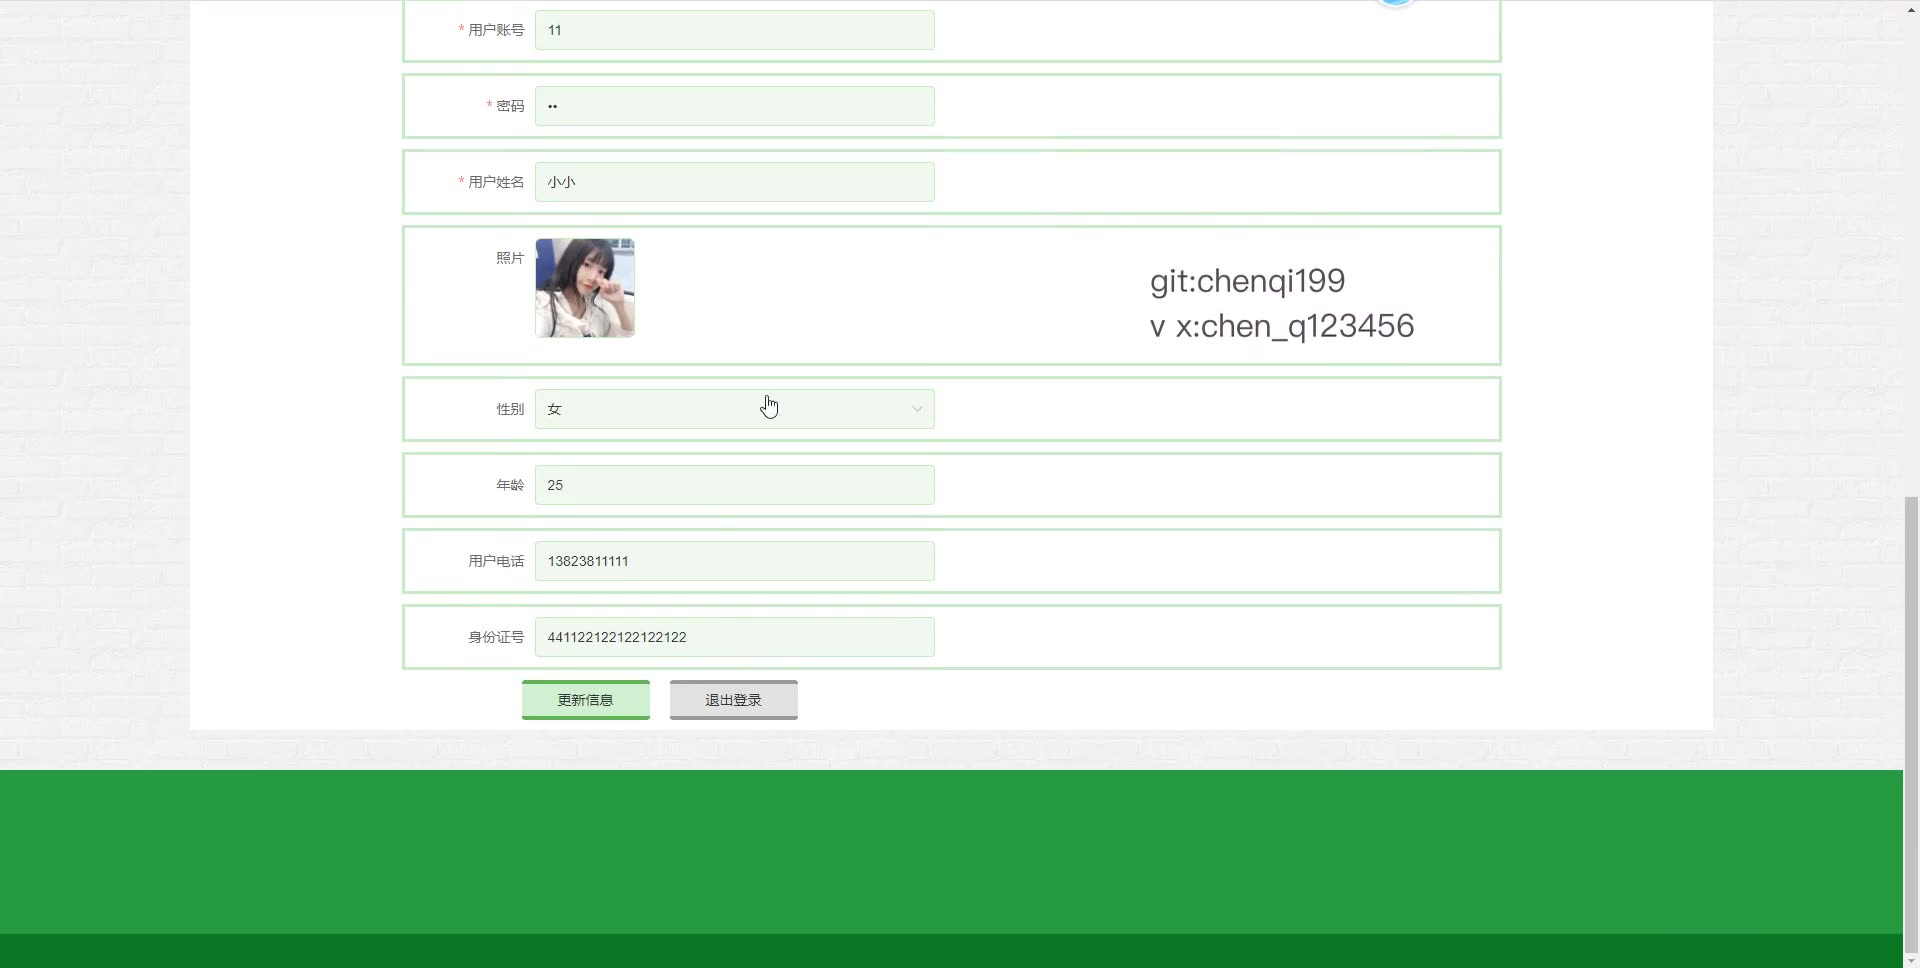 * 用户账号 11
* 密码 ••
* 用户姓名 小小
照片
git:chenqi199
v x:chen_q123456
性别 女
年龄 25
用户电话 13823811111
身份证号 441122122122122122
更新信息 退出登录